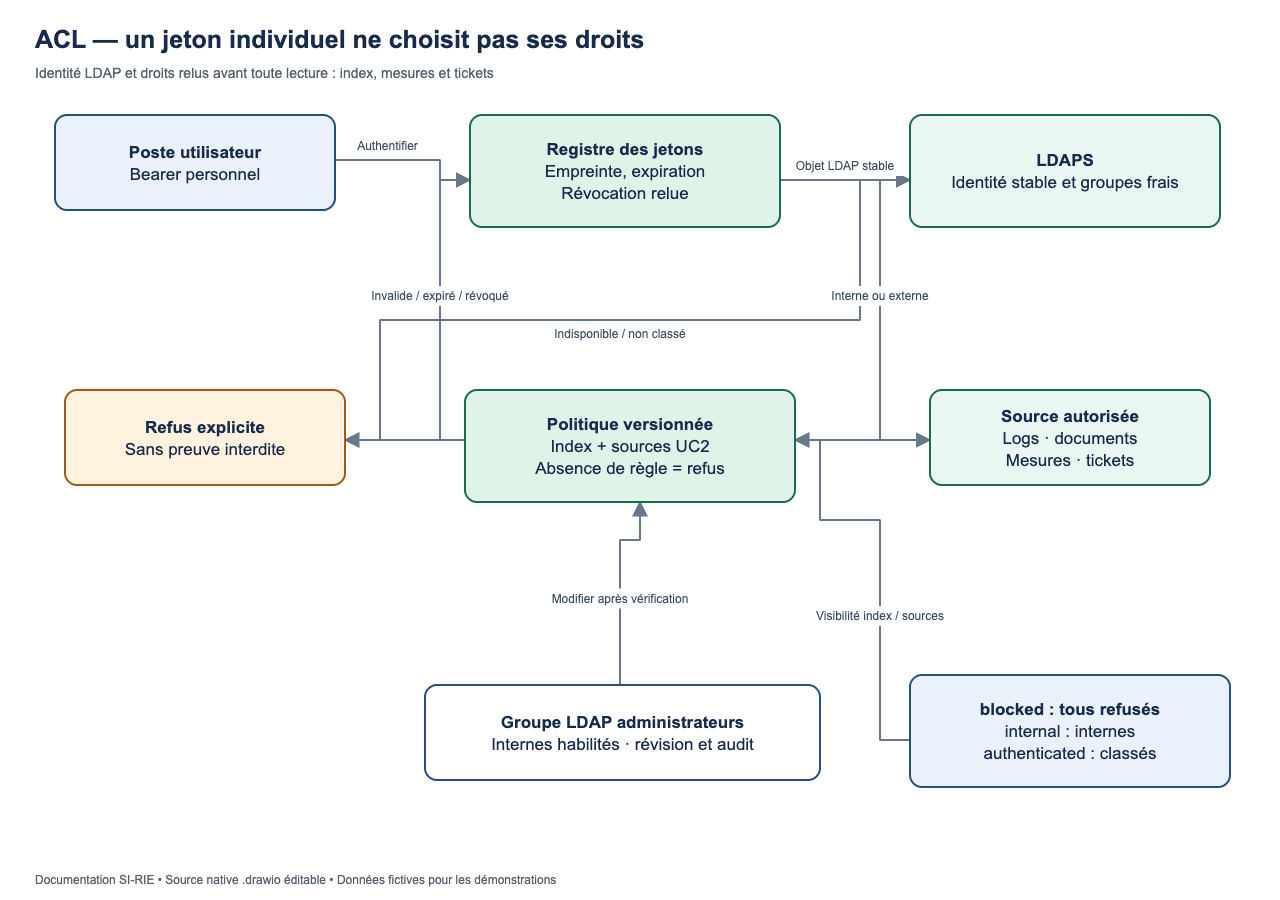 ACL — un jeton individuel ne choisit pas ses droits
Identité LDAP et droits relus avant toute lecture : index, mesures et tickets
Poste utilisateur
Bearer personnel
Authentifier
Registre des jetons
Empreinte, expiration
Révocation relue
Objet LDAP stable
LDAPS
Identité stable et groupes frais
Invalide / expiré / révoqué
Interne ou externe
Indisponible / non classé
Refus explicite
Sans preuve interdite
Politique versionnée
Index + sources UC2
Absence de règle = refus
Source autorisée
Logs · documents
Mesures · tickets
Modifier après vérification
Visibilité index / sources
Groupe LDAP administrateurs
Internes habilités · révision et audit
blocked : tous refusés
internal : internes
authenticated : classés
Documentation SI-RIE • Source native .drawio éditable • Données fictives pour les démonstrations